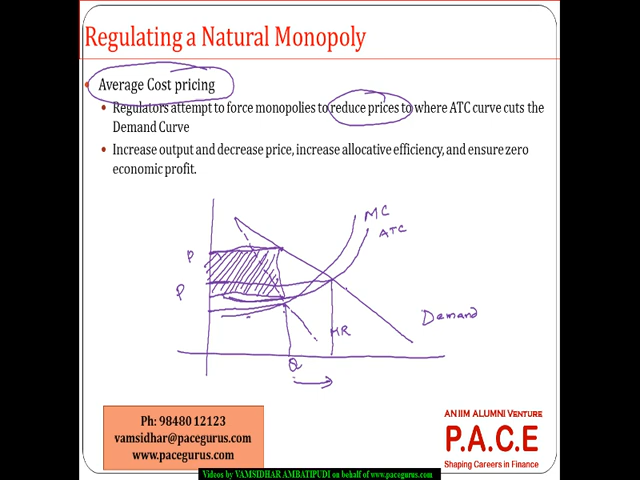 Regulating a Natural Monopoly
• Average Cost pricing
• Regulators attempt to force monopolies to reduce prices to where ATC curve cuts the
Demand Curve
• Increase output and decrease price, increase allocative efficiency, and ensure zero
economic profit.
MC
ATC
P
P
Demand
MR
Q
Ph: 98480 12123
vamsidhar@pacegurus.com
www.pacegurus.com
AN IIM ALUMNI VENTURE
P.A.C.E
Shaping Careers in Finance
Videos by VAMSIDHAR AMBATIPUDI on behalf of www.pacegurus.com